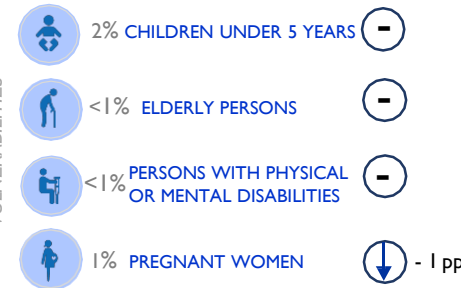 2% CHILDREN UNDER 5 YEARS -
<1% ELDERLY PERSONS -
<1% PERSONS WITH PHYSICAL
OR MENTAL DISABILITIES -
1% PREGNANT WOMEN - 1 pp